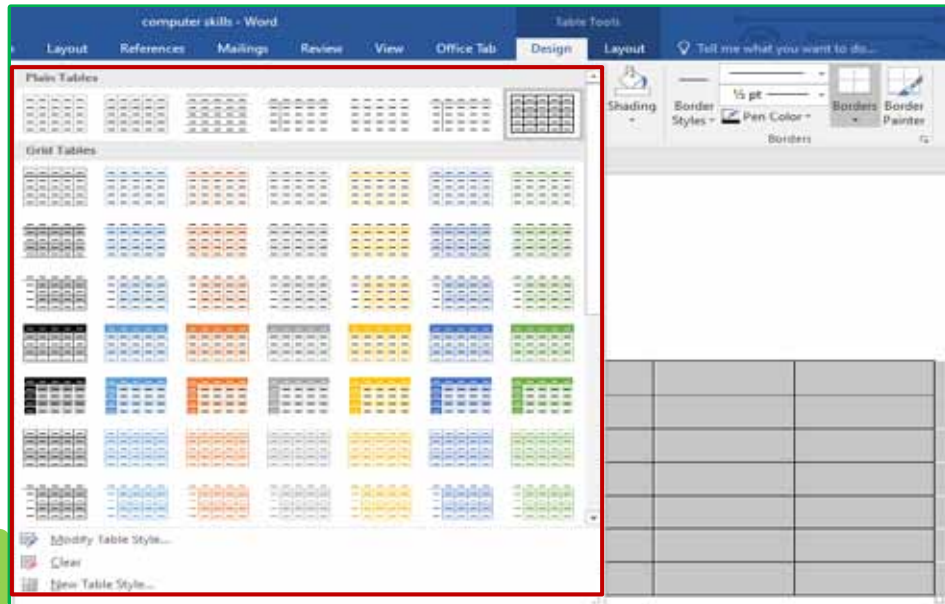 computer skills - Word
Table Tools
Layout References Mailings Review View Office Tab Design Layout Tell me what you want to do...
Plain Tables
Grid Tables
Shading
Border Styles
½ pt
Pen Color
Borders
Border Painter
Borders
Modify Table Style...
Clear
New Table Style...